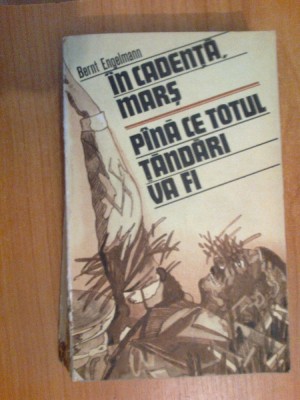 Bernt Engelmann
ÎN CADENȚĂ,
MARȘ
PÎNĂ CE TOTUL
ȚĂNDĂRI
VA FI